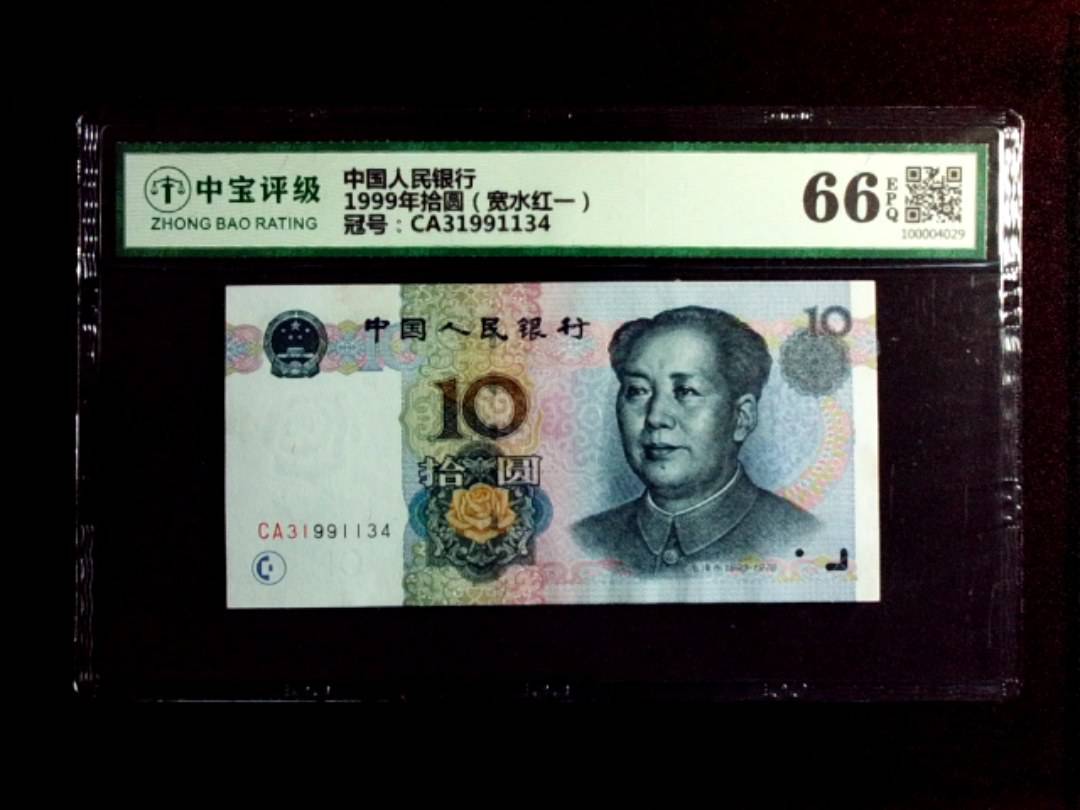 中宝评级
ZHONG BAO RATING
中国人民银行
1999年拾圆（宽水红一）
冠号：CA31991134
66
EPQ
100004029
中国人民银行
10
10
拾圆
CA31991134